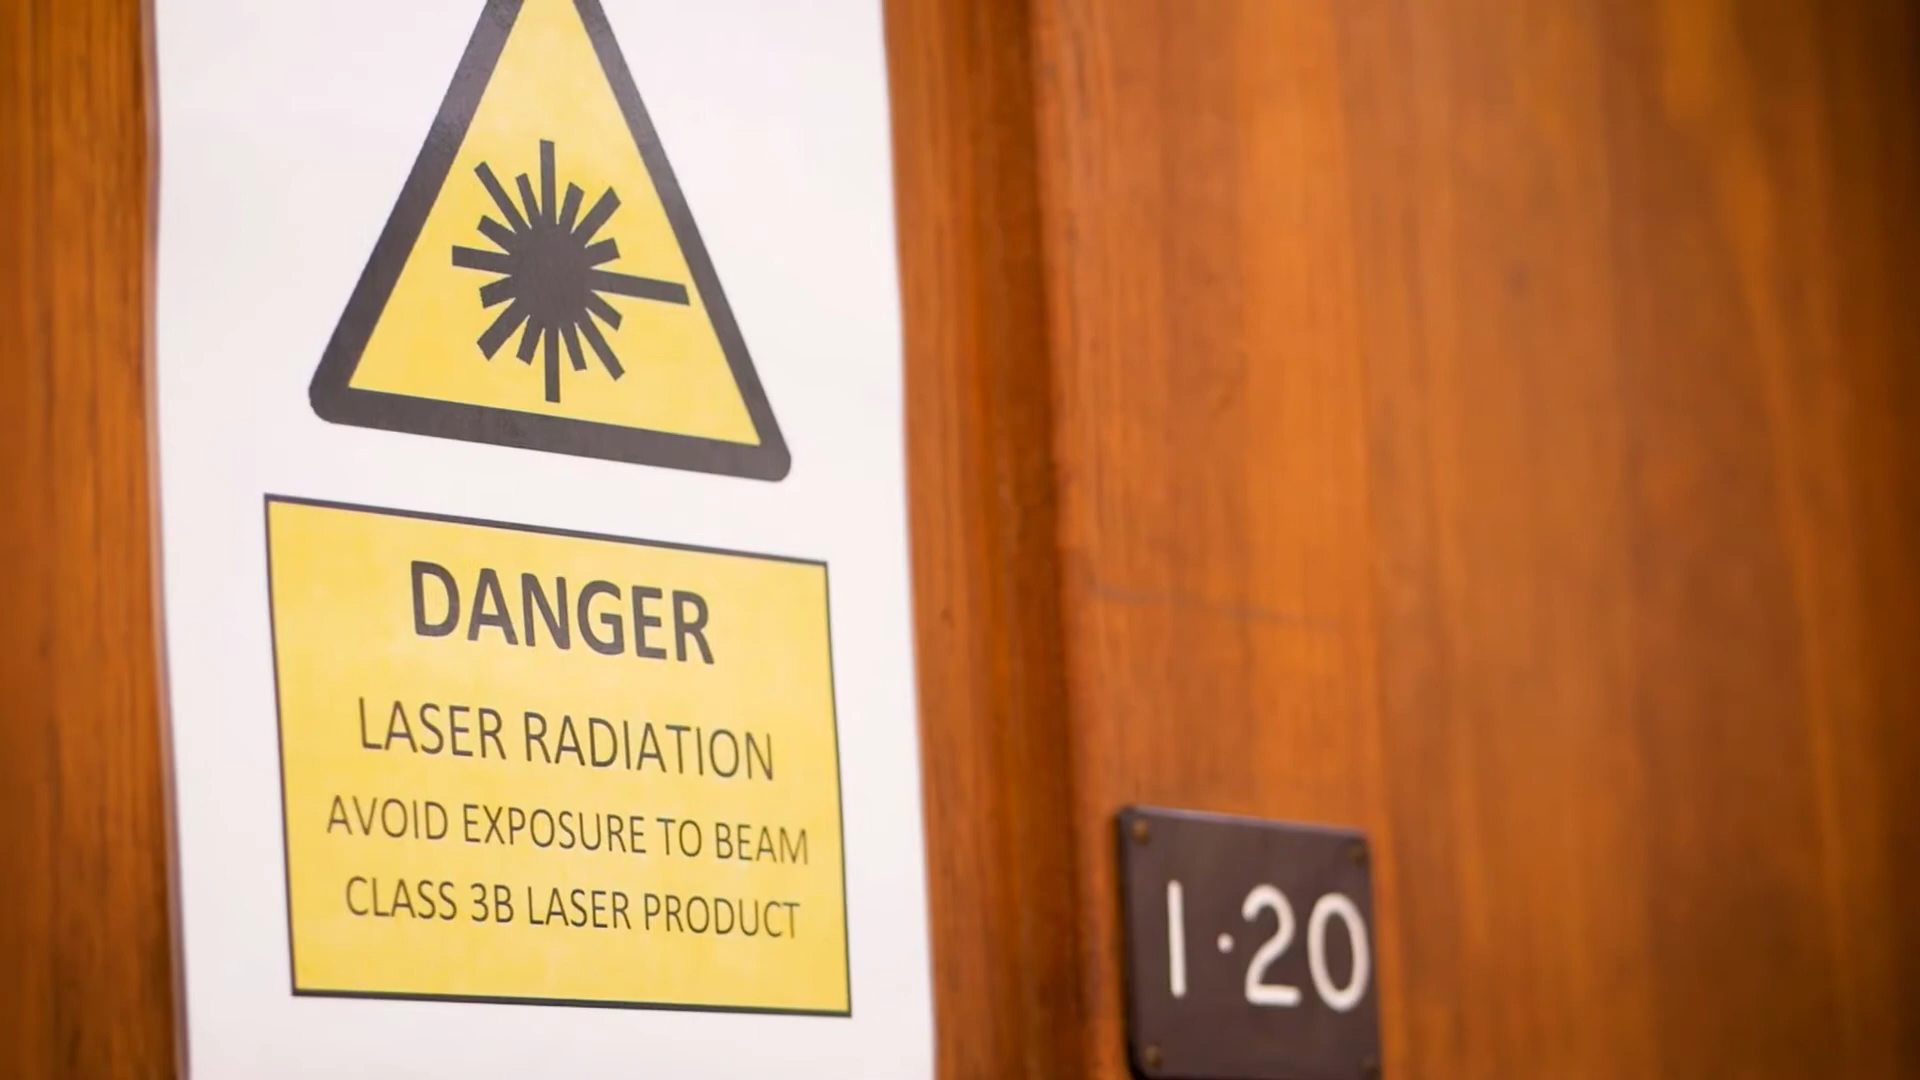 DANGER
LASER RADIATION
AVOID EXPOSURE TO BEAM
CLASS 3B LASER PRODUCT
1·20